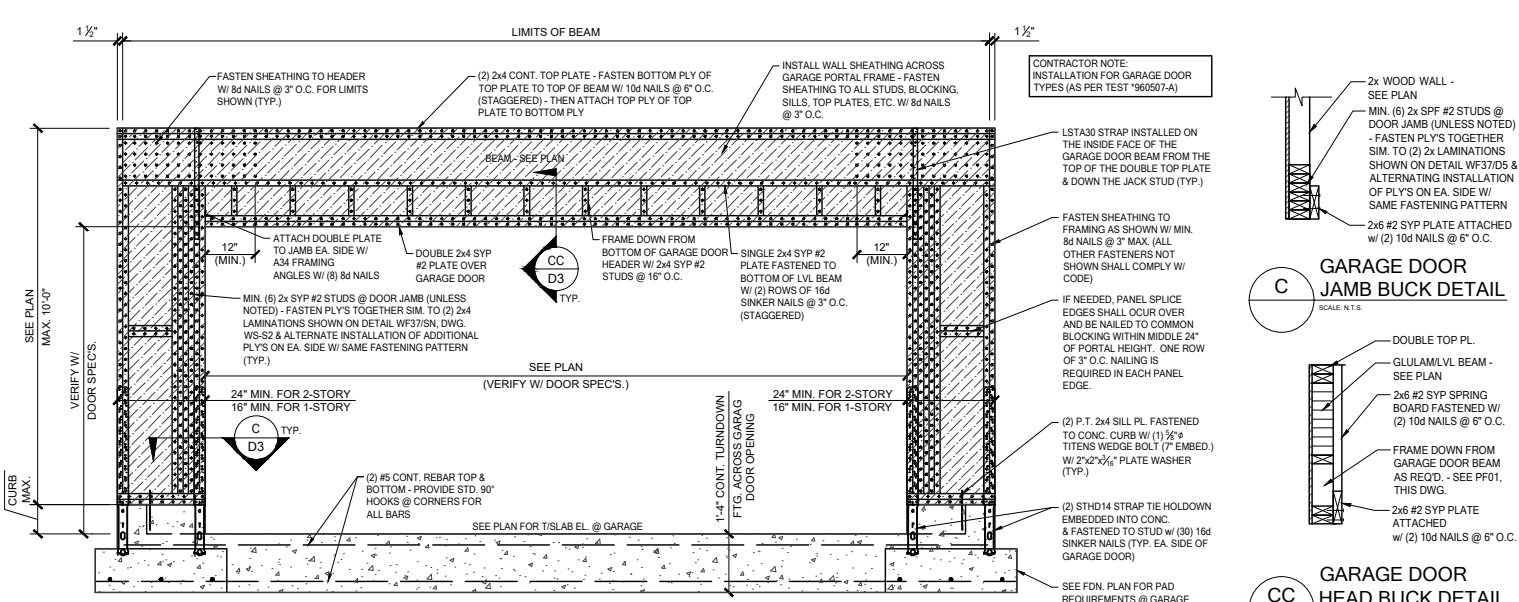 1 ½"
LIMITS OF BEAM
1 ½"
FASTEN SHEATHING TO HEADER
W/ 8d NAILS @ 3" O.C. FOR LIMITS
SHOWN (TYP.)
(2) 2x4 CONT. TOP PLATE - FASTEN BOTTOM PLY OF
TOP PLATE TO TOP OF BEAM W/ 10d NAILS @ 6" O.C.
(STAGGERED) - THEN ATTACH TOP PLY OF TOP
PLATE TO BOTTOM PLY
INSTALL WALL SHEATHING ACROSS
GARAGE PORTAL FRAME - FASTEN
SHEATHING TO ALL STUDS, BLOCKING,
SILLS, TOP PLATES, ETC. W/ 8d NAILS
@ 3" O.C.
CONTRACTOR NOTE:
INSTALLATION FOR GARAGE DOOR
TYPES (AS PER TEST *960507-A)
BEAM - SEE PLAN
LSTA30 STRAP INSTALLED ON
THE INSIDE FACE OF THE
GARAGE DOOR BEAM FROM THE
TOP OF THE DOUBLE TOP PLATE
& DOWN THE JACK STUD (TYP.)
FASTEN SHEATHING TO
FRAMING AS SHOWN W/ MIN.
8d NAILS @ 3" MAX. (ALL
OTHER FASTENERS NOT
SHOWN SHALL COMPLY W/
CODE)
IF NEEDED, PANEL SPLICE
EDGES SHALL OCUR OVER
AND BE NAILED TO COMMON
BLOCKING WITHIN MIDDLE 24"
OF PORTAL HEIGHT. ONE ROW
OF 3" O.C. NAILING IS
REQUIRED IN EACH PANEL
EDGE.
(2) P.T. 2x4 SILL PL. FASTENED
TO CONC. CURB W/ (1) ⅝"ø
TITENS WEDGE BOLT (7" EMBED.)
W/ 2"x2"x3⁄16" PLATE WASHER
(TYP.)
(2) STHD14 STRAP TIE HOLDOWN
EMBEDDED INTO CONC.
& FASTENED TO STUD w/ (30) 16d
SINKER NAILS (TYP. EA. SIDE OF
GARAGE DOOR)
SEE FDN. PLAN FOR PAD
REQUIREMENTS @ GARAGE
12"
(MIN.)
ATTACH DOUBLE PLATE
TO JAMB EA. SIDE W/
A34 FRAMING
ANGLES W/ (8) 8d NAILS
DOUBLE 2x4 SYP
#2 PLATE OVER
GARAGE DOOR
CC
D3
TYP.
FRAME DOWN FROM
BOTTOM OF GARAGE DOOR
HEADER W/ 2x4 SYP #2
STUDS @ 16" O.C.
SINGLE 2x4 SYP #2
PLATE FASTENED TO
BOTTOM OF LVL BEAM
W/ (2) ROWS OF 16d
SINKER NAILS @ 3" O.C.
(STAGGERED)
12"
(MIN.)
MIN. (6) 2x SYP #2 STUDS @ DOOR JAMB (UNLESS
NOTED) - FASTEN PLY'S TOGETHER SIM. TO (2) 2x4
LAMINATIONS SHOWN ON DETAIL WF37/SN, DWG.
WS-S2 & ALTERNATE INSTALLATION OF ADDITIONAL
PLY'S ON EA. SIDE W/ SAME FASTENING PATTERN
(TYP.)
SEE PLAN
(VERIFY W/ DOOR SPEC'S.)
24" MIN. FOR 2-STORY
16" MIN. FOR 1-STORY
24" MIN. FOR 2-STORY
16" MIN. FOR 1-STORY
C
D3
TYP.
SEE PLAN
MAX. 10'-0"
VERIFY W/
DOOR SPEC'S.
CURB
MAX.
(2) #5 CONT. REBAR TOP &
BOTTOM - PROVIDE STD. 90°
HOOKS @ CORNERS FOR
ALL BARS
1'-4" CONT. TURNDOWN
FTG. ACROSS GARAG
DOOR OPENING
SEE PLAN FOR T/SLAB EL. @ GARAGE
2x WOOD WALL -
SEE PLAN
MIN. (6) 2x SPF #2 STUDS @
DOOR JAMB (UNLESS NOTED)
- FASTEN PLY'S TOGETHER
SIM. TO (2) 2x LAMINATIONS
SHOWN ON DETAIL WF37/D5 &
ALTERNATING INSTALLATION
OF PLY'S ON EA. SIDE W/
SAME FASTENING PATTERN
2x6 #2 SYP PLATE ATTACHED
w/ (2) 10d NAILS @ 6" O.C.
C
GARAGE DOOR
JAMB BUCK DETAIL
SCALE: N.T.S.
DOUBLE TOP PL.
GLULAM/LVL BEAM -
SEE PLAN
2x6 #2 SYP SPRING
BOARD FASTENED W/
(2) 10d NAILS @ 6" O.C.
FRAME DOWN FROM
GARAGE DOOR BEAM
AS REQ'D. - SEE PF01,
THIS DWG.
2x6 #2 SYP PLATE
ATTACHED
w/ (2) 10d NAILS @ 6" O.C.
CC
GARAGE DOOR
HEAD BUCK DETAIL